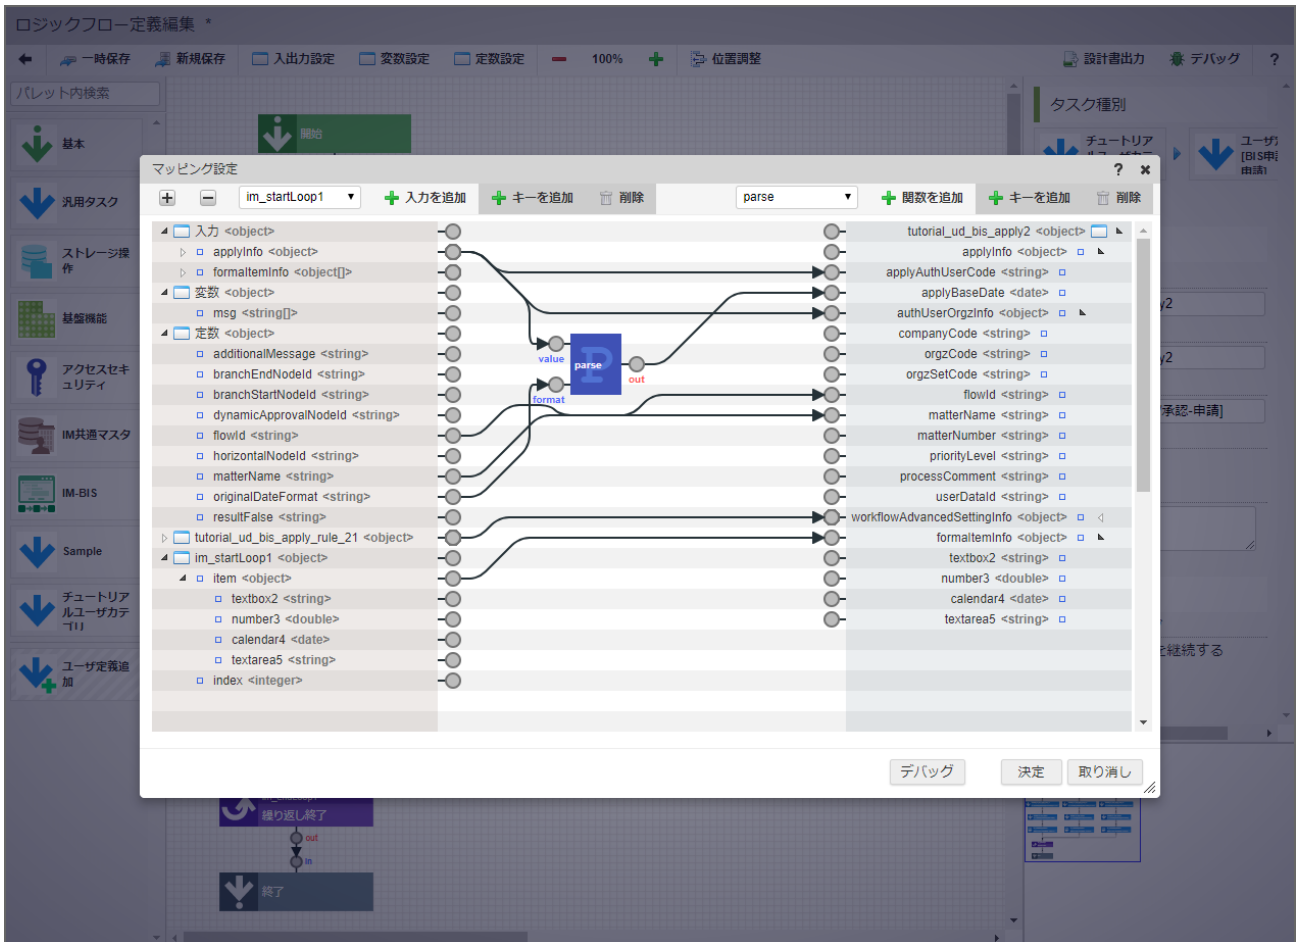 ロジックフロー定義編集 *
一時保存 新規保存 入出力設定 変数設定 定数設定 100% 位置調整 設計書出力 デバッグ ?
パレット内検索
基本
汎用タスク
ストレージ操
作
基盤機能
アクセスセキ
ュリティ
IM共通マスタ
IM-BIS
Sample
チュートリア
ルユーザカテ
ゴリ
ユーザ定義追
加
開始
タスク種別
チュートリア
ユーザ
[BIS申
マッピング設定 ?
im_startLoop1 入力を追加 キーを追加 削除 parse 関数を追加 キーを追加 削除
入力 <object>
applyInfo <object>
formaItemInfo <object[]>
変数 <object>
msg <string[]>
定数 <object>
additionalMessage <string>
branchEndNodeId <string>
branchStartNodeId <string>
dynamicApprovalNodeId <string>
flowId <string>
horizontalNodeId <string>
matterName <string>
originalDateFormat <string>
resultFalse <string>
tutorial_ud_bis_apply_rule_21 <object>
im_startLoop1 <object>
item <object>
textbox2 <string>
number3 <double>
calendar4 <date>
textarea5 <string>
index <integer>
value
parse
P
out
format
tutorial_ud_bis_apply2 <object>
applyInfo <object>
applyAuthUserCode <string>
applyBaseDate <date>
authUserOrgzInfo <object>
companyCode <string>
orgzCode <string>
orgzSetCode <string>
flowId <string>
matterName <string>
matterNumber <string>
priorityLevel <string>
processComment <string>
userDataId <string>
workflowAdvancedSettingInfo <object>
formaItemInfo <object>
textbox2 <string>
number3 <double>
calendar4 <date>
textarea5 <string>
y2
y2
承認-申請]
を継続する
デバッグ 決定 取り消し
繰り返し終了
out
in
終了